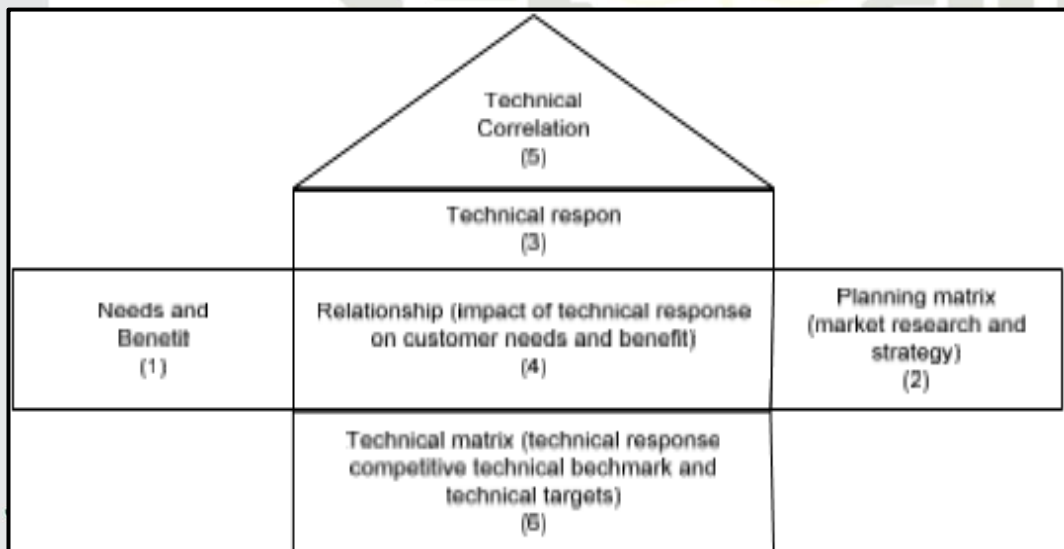 Technical
Correlation
(5)
Technical respon
(3)
Needs and
Benefit
(1)
Relationship (impact of technical response
on customer needs and benefit)
(4)
Planning matrix
(market research and
strategy)
(2)
Technical matrix (technical response
competitive technical bechmark and
technical targets)
(6)